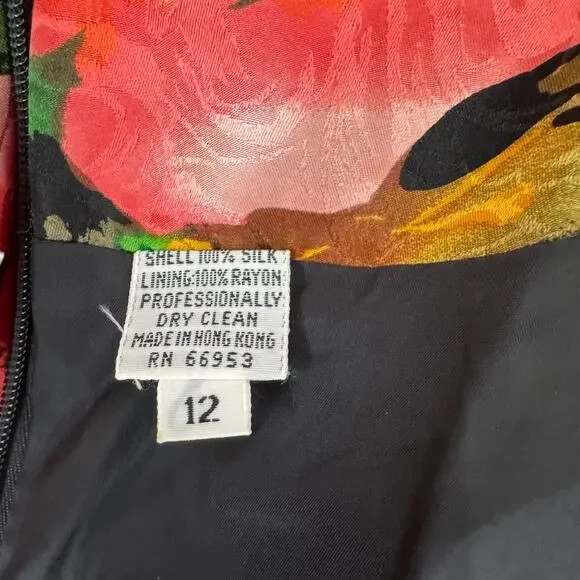 SHELL 100% SILK
LINING:100% RAYON
PROFESSIONALLY
DRY CLEAN
MADE IN HONG KONG
RN 66953
12